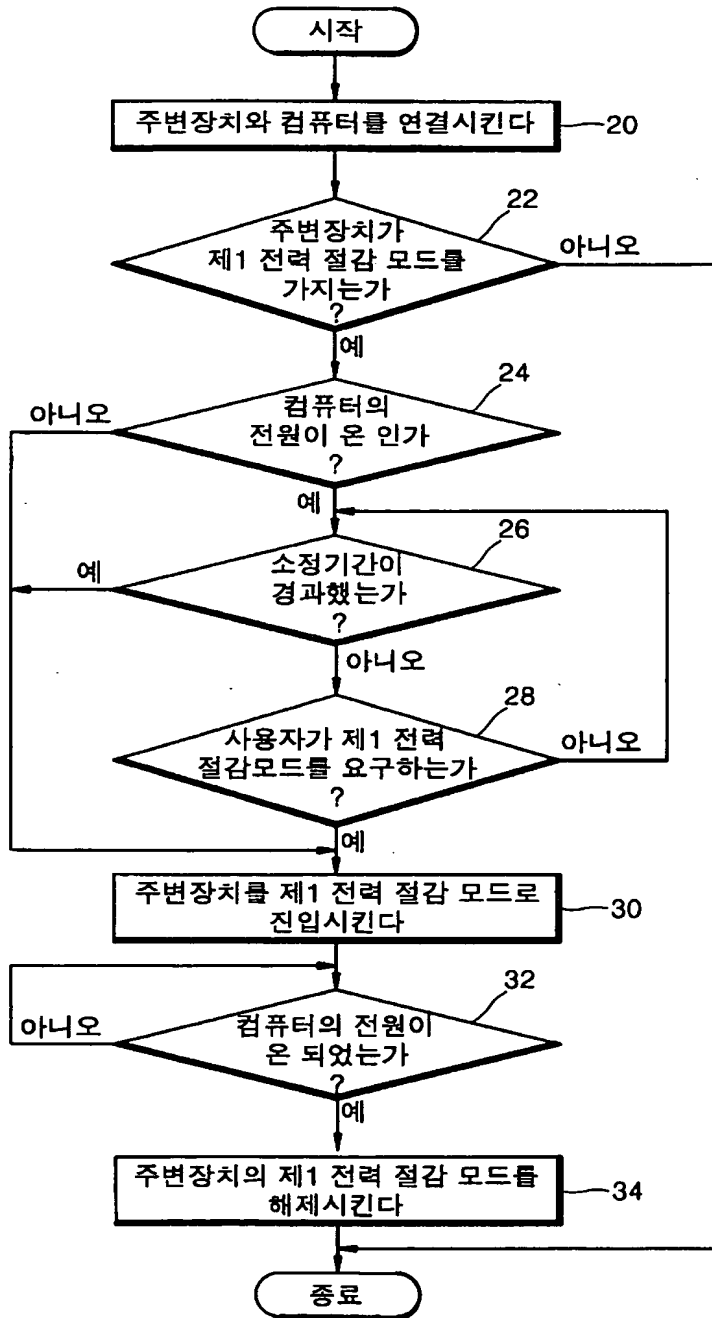 시작
주변장치와 컴퓨터를 연결시킨다
20
22
주변장치가
제1 전력 절감 모드를
가지는가
?
아니오
예
24
아니오
컴퓨터의
전원이 온 인가
?
예
26
예
소정기간이
경과했는가
?
아니오
28
사용자가 제1 전력
절감모드를 요구하는가
?
아니오
예
주변장치를 제1 전력 절감 모드로
진입시킨다
30
32
아니오
컴퓨터의 전원이
온 되었는가
?
예
주변장치의 제1 전력 절감 모드를
해제시킨다
34
종료